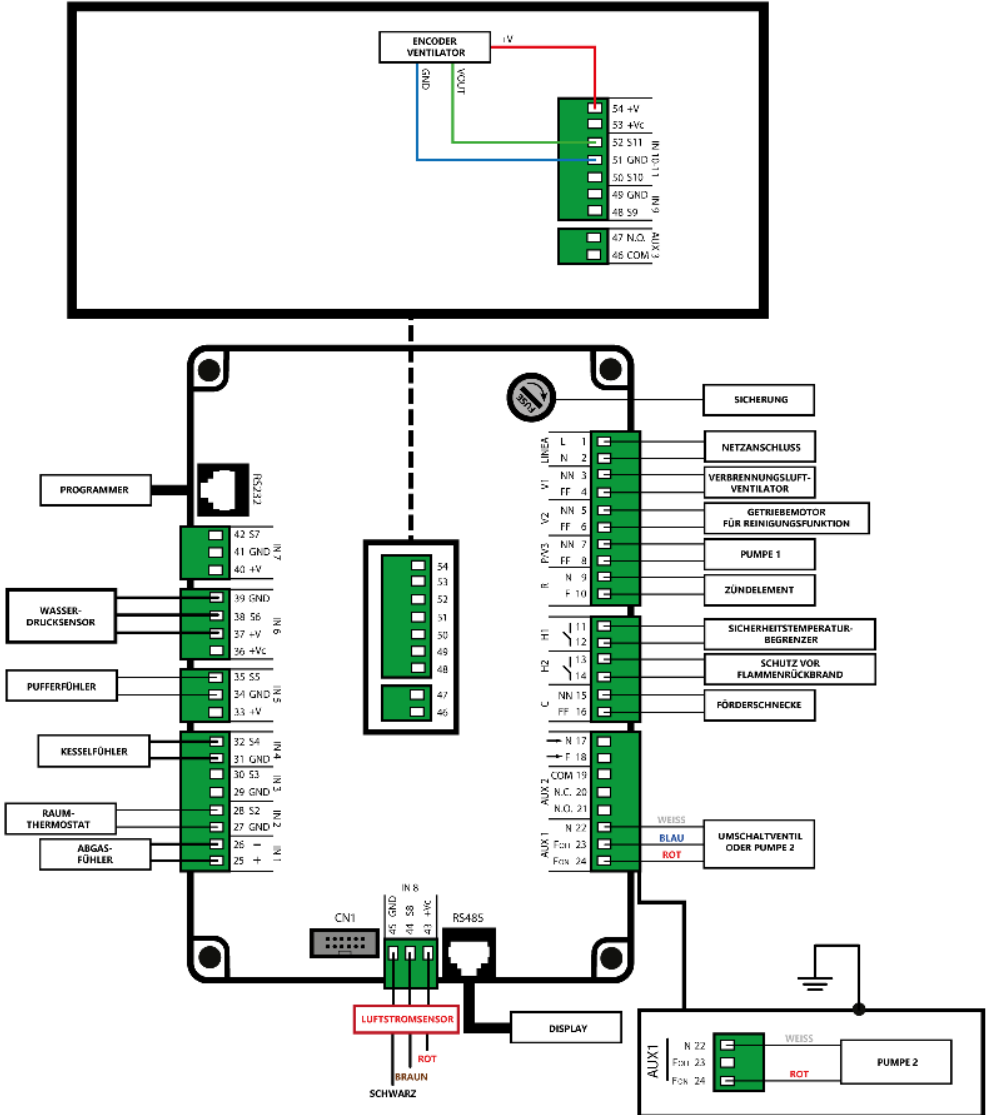 ENCODER
VENTILATOR
+V
GND
VOUT
54 +V
53 +Vc
52 S11
51 GND
50 S10
49 GND
48 S9
IN 10-11
IN 9
47 N.O.
46 COM
AUX 3
FUSE
SICHERUNG
PROGRAMMER
RS232
42 S7
41 GND
40 +V
IN 7
WASSER-
DRUCKSENSOR
39 GND
38 S6
37 +V
36 +Vc
IN 6
PUFFERFÜHLER
35 S5
34 GND
33 +V
IN 5
KESSELFÜHLER
32 S4
31 GND
IN 4
30 S3
29 GND
IN 3
RAUM-
THERMOSTAT
28 S2
27 GND
IN 2
ABGAS-
FÜHLER
26 −
25 +
IN 1
54
53
52
51
50
49
48
47
46
LINEA
L 1
N 2
NETZANSCHLUSS
V1
NN 3
FF 4
VERBRENNUNGSLUFT-
VENTILATOR
V2
NN 5
FF 6
GETRIEBEMOTOR
FÜR REINIGUNGSFUNKTION
P/V3
NN 7
FF 8
PUMPE 1
R
N 9
F 10
ZÜNDELEMENT
H1
11
12
SICHERHEITSTEMPERATUR-
BEGRENZER
H2
13
14
SCHUTZ VOR
FLAMMENRÜCKBRAND
C
NN 15
FF 16
FÖRDERSCHNECKE
N 17
F 18
AUX 2
COM 19
N.C. 20
N.O. 21
AUX 1
N 22
Foff 23
Fon 24
WEISS
BLAU
ROT
UMSCHALTVENTIL
ODER PUMPE 2
CN1
IN 8
45 GND
44 S8
43 +Vc
RS485
LUFTSTROMSENSOR
ROT
BRAUN
SCHWARZ
DISPLAY
AUX1
N 22
Foff 23
Fon 24
WEISS
ROT
PUMPE 2